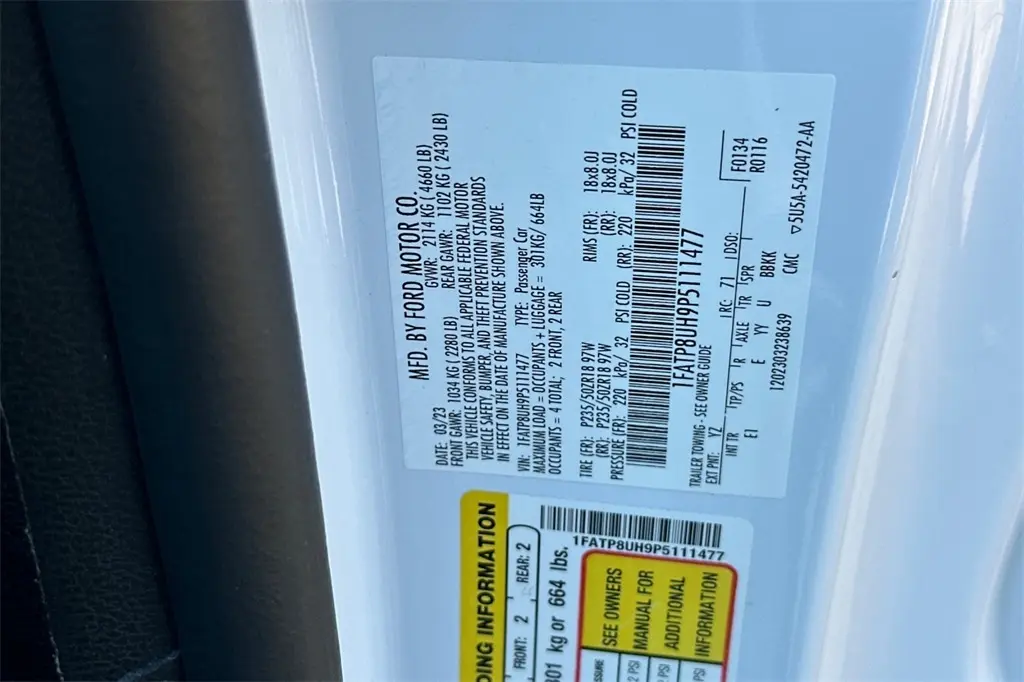 MFD. BY FORD MOTOR CO.
DATE: 03/23 GVWR: 2114 KG ( 4660 LB)
FRONT GAWR: 1034 KG ( 2280 LB) REAR GAWR: 1102 KG ( 2430 LB)
THIS VEHICLE CONFORMS TO ALL APPLICABLE FEDERAL MOTOR
VEHICLE SAFETY, BUMPER, AND THEFT PREVENTION STANDARDS
IN EFFECT ON THE DATE OF MANUFACTURE SHOWN ABOVE.
VIN: 1FATP8UH9P5111477 TYPE: Passenger Car
MAXIMUM LOAD = OCCUPANTS + LUGGAGE = 301KG/ 664LB
OCCUPANTS = 4 TOTAL; 2 FRONT, 2 REAR
TIRE (FR): P235/50ZR18 97W RIMS (FR): 18x8.0J
(RR): P235/50ZR18 97W (RR): 18x8.0J
PRESSURE (FR): 220 kPa/ 32 PSI COLD (RR): 220 kPa/ 32 PSI COLD
1FATP8UH9P5111477
TRAILER TOWING - SEE OWNER GUIDE
EXT PNT: YZ RC: 71 DSO: F0134
INT TR TP/PS R AXLE TR SPR R0116
E1 E YY U BBKK
1202303238639 CMC ▽5U5A-5420472-AA
DING INFORMATION
FRONT: 2 REAR: 2
301 kg or 664 lbs.
1FATP8UH9P5111477
SEE OWNERS
MANUAL FOR
ADDITIONAL
INFORMATION
PSI
PSI